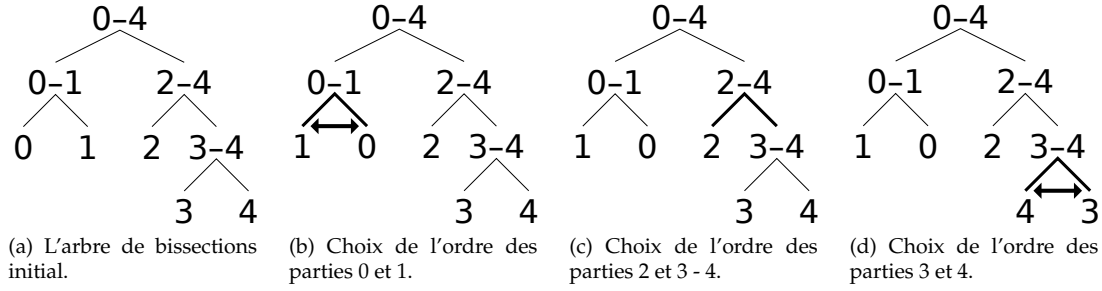 0–4
0–1 2–4
0 1 2 3–4
3 4
(a) L'arbre de bissections
initial.
0–4
0–1 2–4
1 0 2 3–4
3 4
(b) Choix de l'ordre des
parties 0 et 1.
0–4
0–1 2–4
1 0 2 3–4
3 4
(c) Choix de l'ordre des
parties 2 et 3 - 4.
0–4
0–1 2–4
1 0 2 3–4
4 3
(d) Choix de l'ordre des
parties 3 et 4.